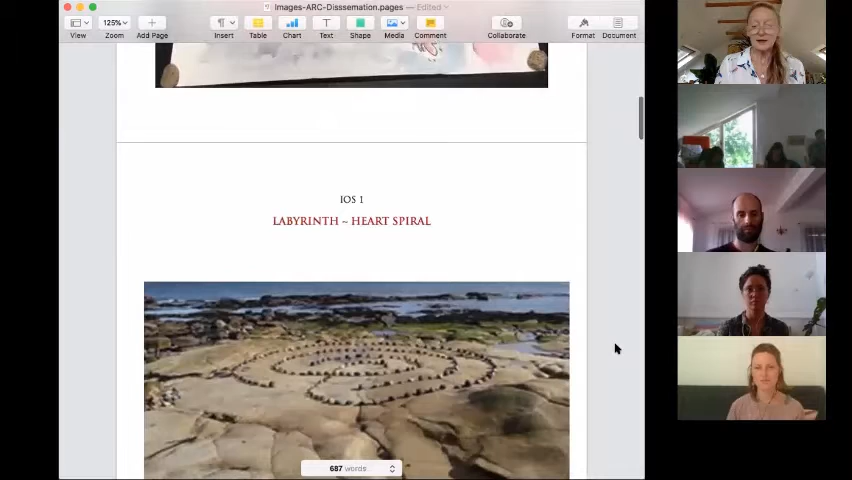 Images-ARC-Disssemation.pages — Edited
125%
View
Zoom
Add Page
Insert
Table
Chart
Text
Shape
Media
Comment
Collaborate
Format
Document
IOS 1
LABYRINTH ~ HEART SPIRAL
687 words